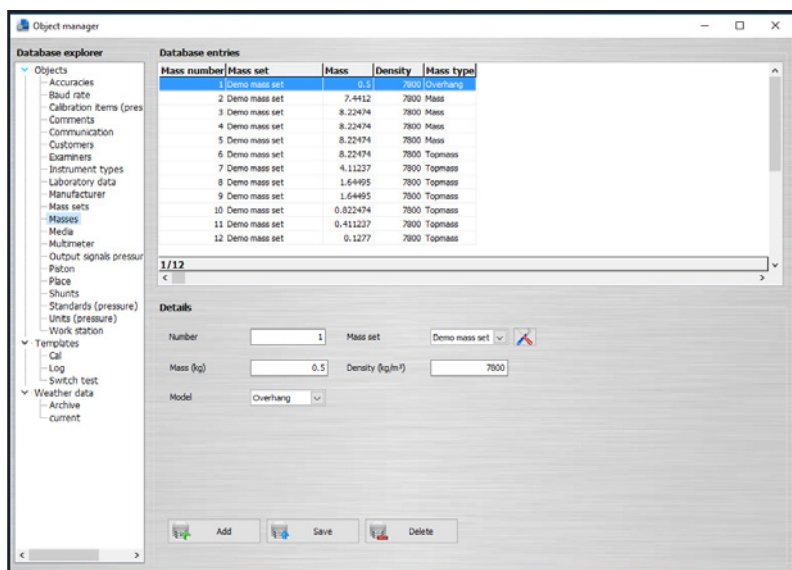 Object manager
Database explorer
Objects
Accuracies
Baud rate
Calibration items (pres
Comments
Communication
Customers
Examiners
Instrument types
Laboratory data
Manufacturer
Mass sets
Masses
Media
Multimeter
Output signals pressur
Piston
Place
Shunts
Standards (pressure)
Units (pressure)
Work station
Templates
Cal
Log
Switch test
Weather data
Archive
current
Database entries
Mass number Mass set Mass Density Mass type
1 Demo mass set 0.5 7800 Overhang
2 Demo mass set 7.4412 7800 Mass
3 Demo mass set 8.22474 7800 Mass
4 Demo mass set 8.22474 7800 Mass
5 Demo mass set 8.22474 7800 Mass
6 Demo mass set 8.22474 7800 Topmass
7 Demo mass set 4.11237 7800 Topmass
8 Demo mass set 1.64495 7800 Topmass
9 Demo mass set 1.64495 7800 Topmass
10 Demo mass set 0.822474 7800 Topmass
11 Demo mass set 0.411237 7800 Topmass
12 Demo mass set 0.1277 7800 Topmass
1/12
Details
Number 1 Mass set Demo mass set
Mass (kg) 0.5 Density (kg/m³) 7800
Model Overhang
Add Save Delete